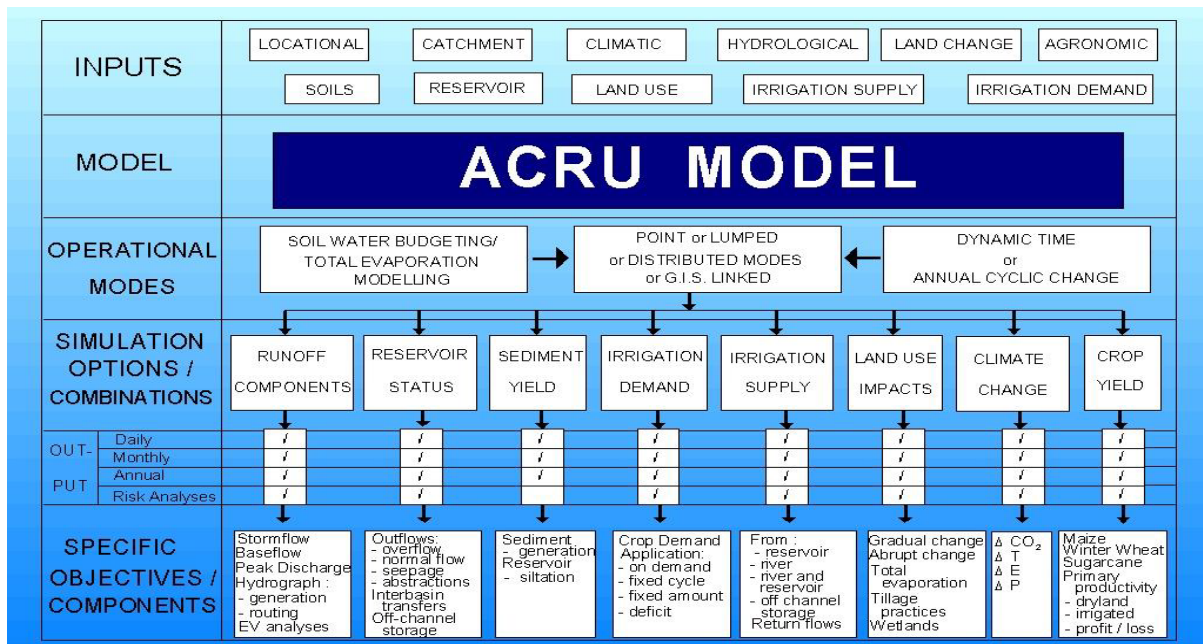 INPUTS
LOCATIONAL
CATCHMENT
CLIMATIC
HYDROLOGICAL
LAND CHANGE
AGRONOMIC
SOILS
RESERVOIR
LAND USE
IRRIGATION SUPPLY
IRRIGATION DEMAND
MODEL
ACRU MODEL
OPERATIONAL
MODES
SOIL WATER BUDGETING/
TOTAL EVAPORATION
MODELLING
POINT or LUMPED
or DISTRIBUTED MODES
or G.I.S. LINKED
DYNAMIC TIME
or
ANNUAL CYCLIC CHANGE
SIMULATION
OPTIONS /
COMBINATIONS
RUNOFF
COMPONENTS
RESERVOIR
STATUS
SEDIMENT
YIELD
IRRIGATION
DEMAND
IRRIGATION
SUPPLY
LAND USE
IMPACTS
CLIMATE
CHANGE
CROP
YIELD
OUT-
PUT
Daily
Monthly
Annual
Risk Analyses
SPECIFIC
OBJECTIVES /
COMPONENTS
Stormflow
Baseflow
Peak Discharge
Hydrograph :
- generation
- routing
EV analyses
Outflows:
- overflow
- normal flow
- seepage
- abstractions
Interbasin
transfers
Off-channel
storage
Sediment
- generation
Reservoir
- siltation
Crop Demand
Application:
- on demand
- fixed cycle
- fixed amount
- deficit
From :
- reservoir
- river
- river and
reservoir
- off channel
storage
Return flows
Gradual change
Abrupt change
Total
evaporation
Tillage
practices
Wetlands
Δ CO₂
Δ T
Δ E
Δ P
Maize
Winter Wheat
Sugarcane
Primary
productivity
- dryland
- irrigated
- profit / loss